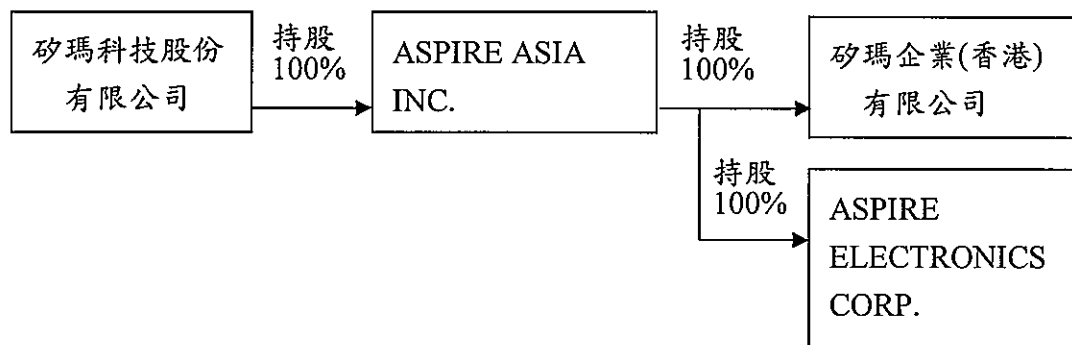 矽瑪科技股份
有限公司
持股
100%
ASPIRE ASIA
INC.
持股
100%
矽瑪企業(香港)
有限公司
持股
100%
ASPIRE
ELECTRONICS
CORP.